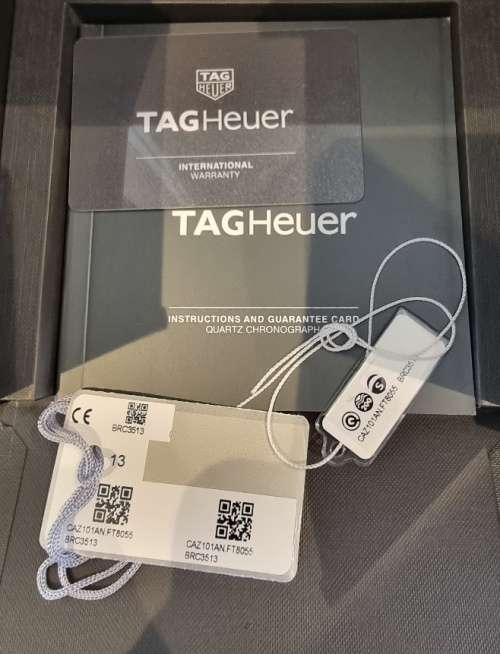 TAG
HEUER
TAGHeuer
INTERNATIONAL
WARRANTY
TAGHeuer
INSTRUCTIONS AND GUARANTEE CARD
QUARTZ CHRONOGRAPH
CAZ101AN.FT8055 BRC35
CE
BRC3513
13
CAZ101AN.FT8055
BRC3513
CAZ101AN.FT8055
BRC3513